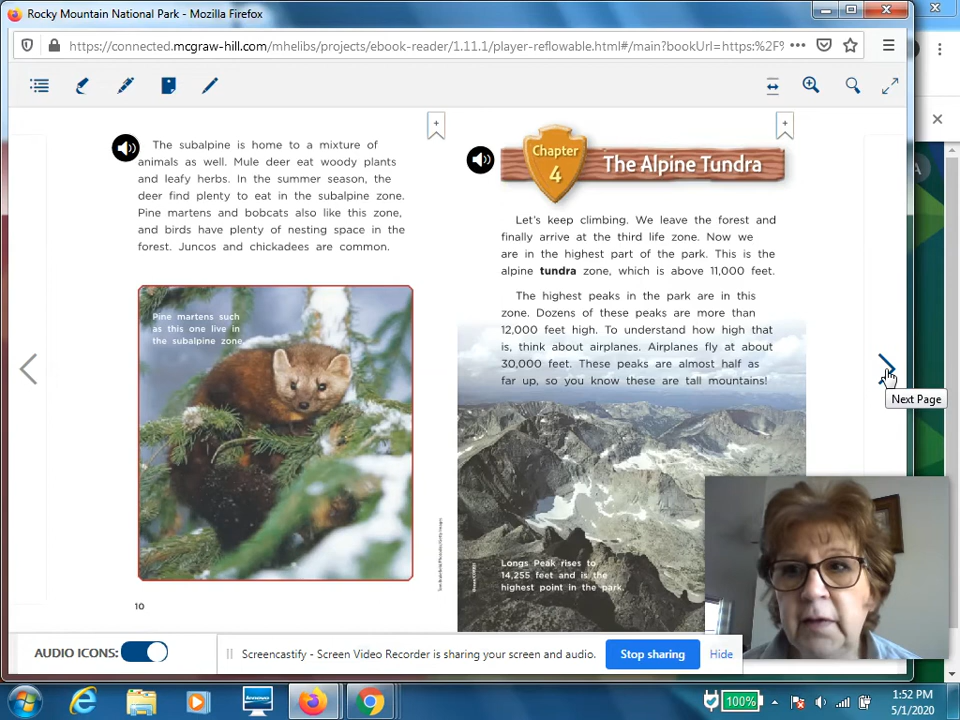 Rocky Mountain National Park - Mozilla Firefox
https://connected.mcgraw-hill.com/mhelibs/projects/ebook-reader/1.11.1/player-reflowable.html#/main?bookUrl=https:%2F%
The subalpine is home to a mixture of
animals as well. Mule deer eat woody plants
and leafy herbs. In the summer season, the
deer find plenty to eat in the subalpine zone.
Pine martens and bobcats also like this zone,
and birds have plenty of nesting space in the
forest. Juncos and chickadees are common.
Pine martens such
as this one live in
the subalpine zone.
10
Chapter
4
The Alpine Tundra
Let's keep climbing. We leave the forest and
finally arrive at the third life zone. Now we
are in the highest part of the park. This is the
alpine tundra zone, which is above 11,000 feet.
The highest peaks in the park are in this
zone. Dozens of these peaks are more than
12,000 feet high. To understand how high that
is, think about airplanes. Airplanes fly at about
30,000 feet. These peaks are almost half as
far up, so you know these are tall mountains!
Longs Peak rises to
14,255 feet and is the
highest point in the park.
Next Page
AUDIO ICONS:
Screencastify - Screen Video Recorder is sharing your screen and audio.
Stop sharing
Hide
Lenovo
100%
1:52 PM
5/1/2020